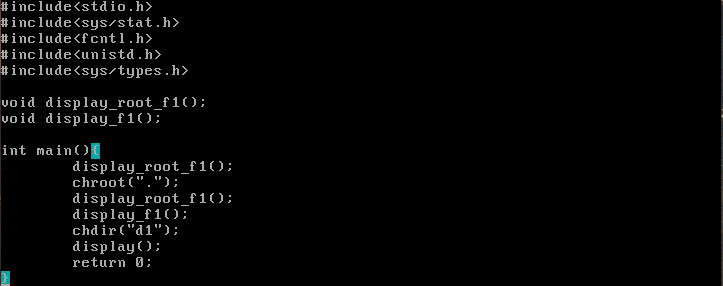 #include<stdio.h>
#include<sys/stat.h>
#include<fcntl.h>
#include<unistd.h>
#include<sys/types.h>
void display_root_f1();
void display_f1();
int main(){
display_root_f1();
chroot(".");
display_root_f1();
display_f1();
chdir("d1");
display();
return 0;
}